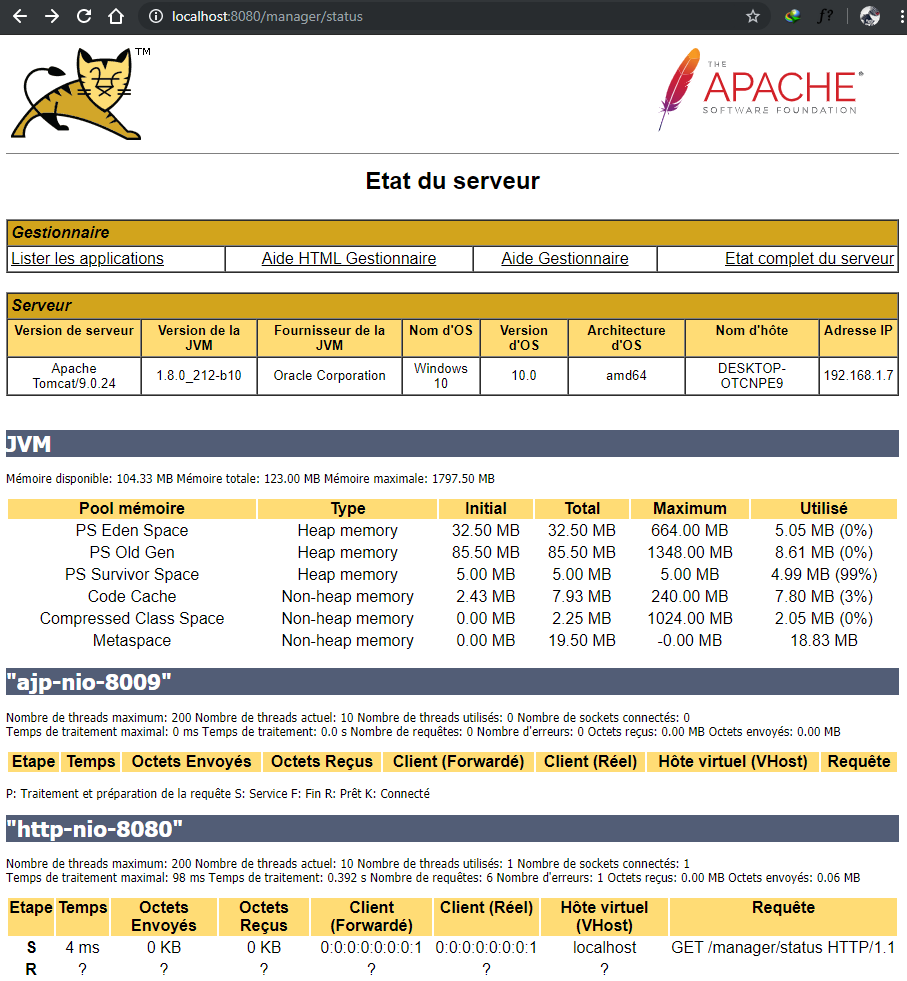 localhost:8080/manager/status
f?
TM
THE
APACHE®
SOFTWARE FOUNDATION
Etat du serveur
Gestionnaire
Lister les applications Aide HTML Gestionnaire Aide Gestionnaire Etat complet du serveur
Serveur
Version de serveur Version de la JVM Fournisseur de la JVM Nom d'OS Version d'OS Architecture d'OS Nom d'hôte Adresse IP
Apache Tomcat/9.0.24 1.8.0_212-b10 Oracle Corporation Windows 10 10.0 amd64 DESKTOP-OTCNPE9 192.168.1.7
JVM
Mémoire disponible: 104.33 MB Mémoire totale: 123.00 MB Mémoire maximale: 1797.50 MB
Pool mémoire Type Initial Total Maximum Utilisé
PS Eden Space Heap memory 32.50 MB 32.50 MB 664.00 MB 5.05 MB (0%)
PS Old Gen Heap memory 85.50 MB 85.50 MB 1348.00 MB 8.61 MB (0%)
PS Survivor Space Heap memory 5.00 MB 5.00 MB 5.00 MB 4.99 MB (99%)
Code Cache Non-heap memory 2.43 MB 7.93 MB 240.00 MB 7.80 MB (3%)
Compressed Class Space Non-heap memory 0.00 MB 2.25 MB 1024.00 MB 2.05 MB (0%)
Metaspace Non-heap memory 0.00 MB 19.50 MB -0.00 MB 18.83 MB
"ajp-nio-8009"
Nombre de threads maximum: 200 Nombre de threads actuel: 10 Nombre de threads utilisés: 0 Nombre de sockets connectés: 0
Temps de traitement maximal: 0 ms Temps de traitement: 0.0 s Nombre de requêtes: 0 Nombre d'erreurs: 0 Octets reçus: 0.00 MB Octets envoyés: 0.00 MB
Etape Temps Octets Envoyés Octets Reçus Client (Forwardé) Client (Réel) Hôte virtuel (VHost) Requête
P: Traitement et préparation de la requête S: Service F: Fin R: Prêt K: Connecté
"http-nio-8080"
Nombre de threads maximum: 200 Nombre de threads actuel: 10 Nombre de threads utilisés: 1 Nombre de sockets connectés: 1
Temps de traitement maximal: 98 ms Temps de traitement: 0.392 s Nombre de requêtes: 6 Nombre d'erreurs: 1 Octets reçus: 0.00 MB Octets envoyés: 0.06 MB
Etape Temps Octets Envoyés Octets Reçus Client (Forwardé) Client (Réel) Hôte virtuel (VHost) Requête
S 4 ms 0 KB 0 KB 0:0:0:0:0:0:0:1 0:0:0:0:0:0:0:1 localhost GET /manager/status HTTP/1.1
R ? ? ? ? ? ?